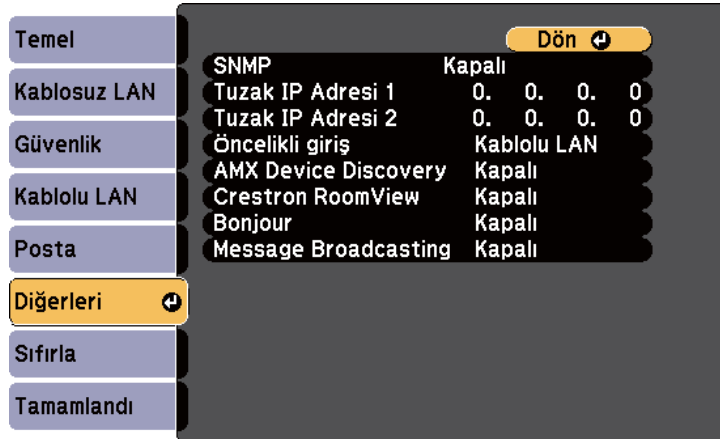 Temel
Kablosuz LAN
Güvenlik
Kablolu LAN
Posta
Diğerleri
Sıfırla
Tamamlandı
Dön
SNMP Kapalı
Tuzak IP Adresi 1 0. 0. 0. 0
Tuzak IP Adresi 2 0. 0. 0. 0
Öncelikli giriş Kablolu LAN
AMX Device Discovery Kapalı
Crestron RoomView Kapalı
Bonjour Kapalı
Message Broadcasting Kapalı